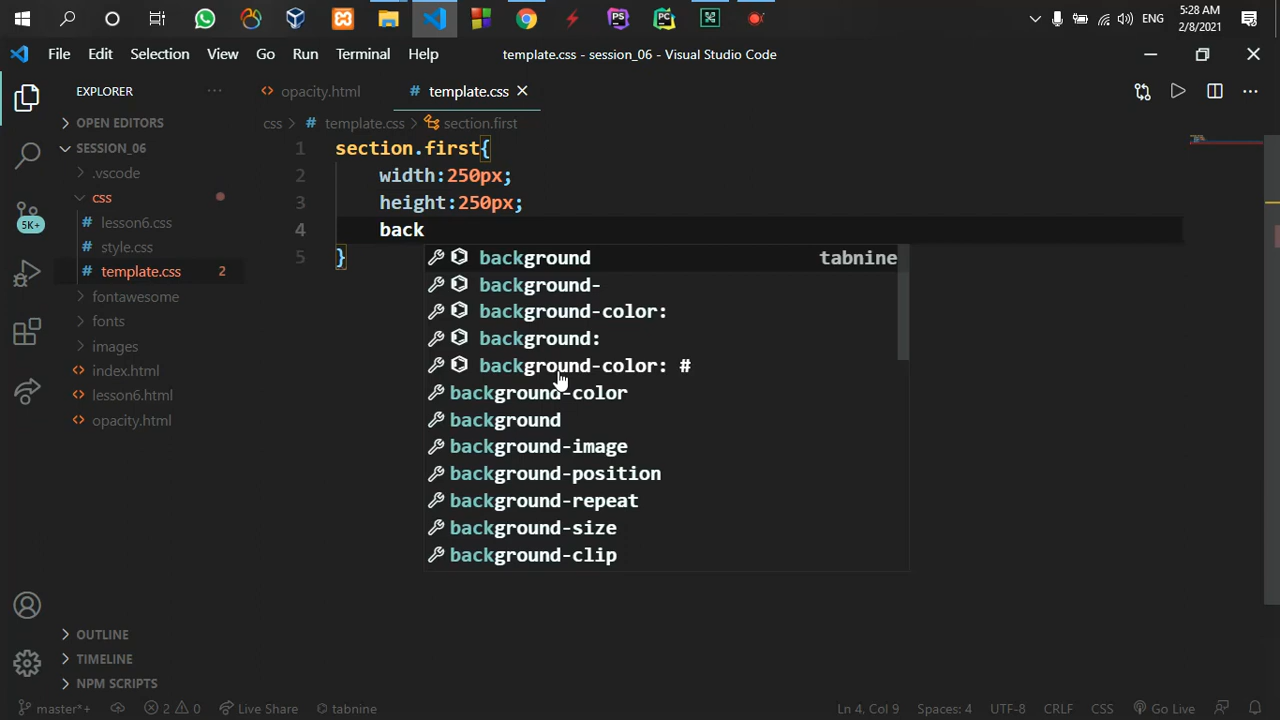 5:28 AM
ENG
2/8/2021
File Edit Selection View Go Run Terminal Help template.css - session_06 - Visual Studio Code
EXPLORER ··· <> opacity.html # template.css ×
OPEN EDITORS
css > # template.css > section.first
SESSION_06
.vscode
css
# lesson6.css
style.css
template.css 2
fontawesome
fonts
images
<> index.html
<> lesson6.html
<> opacity.html
5K+
OUTLINE
TIMELINE
NPM SCRIPTS
1 section.first{
2 width:250px;
3 height:250px;
4 back
5 }
background tabnine
background-
background-color:
background:
background-color: #
background-color
background
background-image
background-position
background-repeat
background-size
background-clip
master*+ 2 0 Live Share tabnine Ln 4, Col 9 Spaces: 4 UTF-8 CRLF CSS Go Live